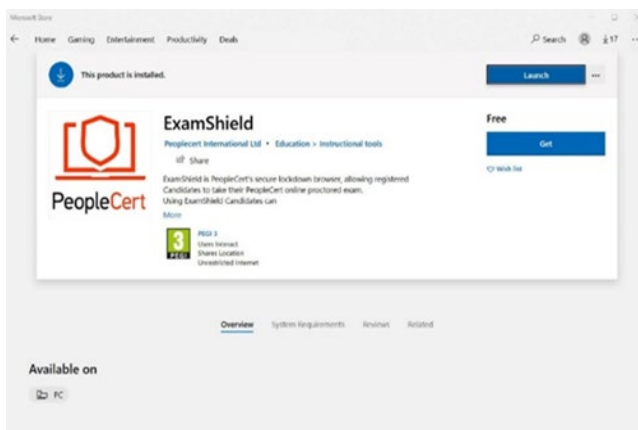 Microsoft Store
Home Gaming Entertainment Productivity Deals Search 17
This product is installed. Launch
ExamShield
Free
Peoplecert International Ltd • Education > Instructional tools
Get
Share
Wish list
ExamShield is PeopleCert's secure lockdown browser, allowing registered
Candidates to take their PeopleCert online proctored exam.
Using ExamShield Candidates can
More
PeopleCert
3
PEGI
PEGI 3
Users Interact
Shares Location
Unrestricted Internet
Overview System Requirements Reviews Related
Available on
PC